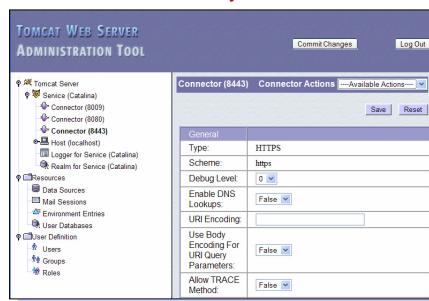 TOMCAT WEB SERVER
ADMINISTRATION TOOL
Commit Changes
Log Out
Tomcat Server
Service (Catalina)
Connector (8009)
Connector (8080)
Connector (8443)
Host (localhost)
Logger for Service (Catalina)
Realm for Service (Catalina)
Resources
Data Sources
Mail Sessions
Environment Entries
User Databases
User Definition
Users
Groups
Roles
Connector (8443)
Connector Actions
----Available Actions----
Save
Reset
General
Type:
HTTPS
Scheme:
https
Debug Level:
0
Enable DNS
Lookups:
False
URI Encoding:
Use Body
Encoding For
URI Query
Parameters:
False
Allow TRACE
Method:
False